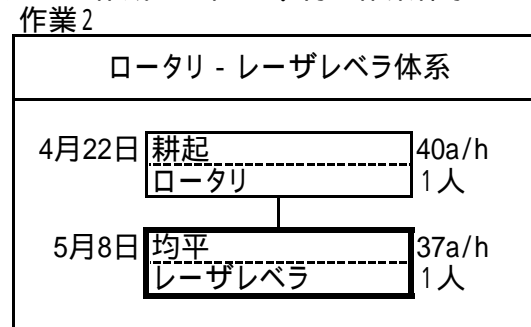 作業2
ロータリ - レーザレベラ体系
4月22日 耕起 40a/h
ロータリ 1人
5月8日 均平 37a/h
レーザレベラ 1人